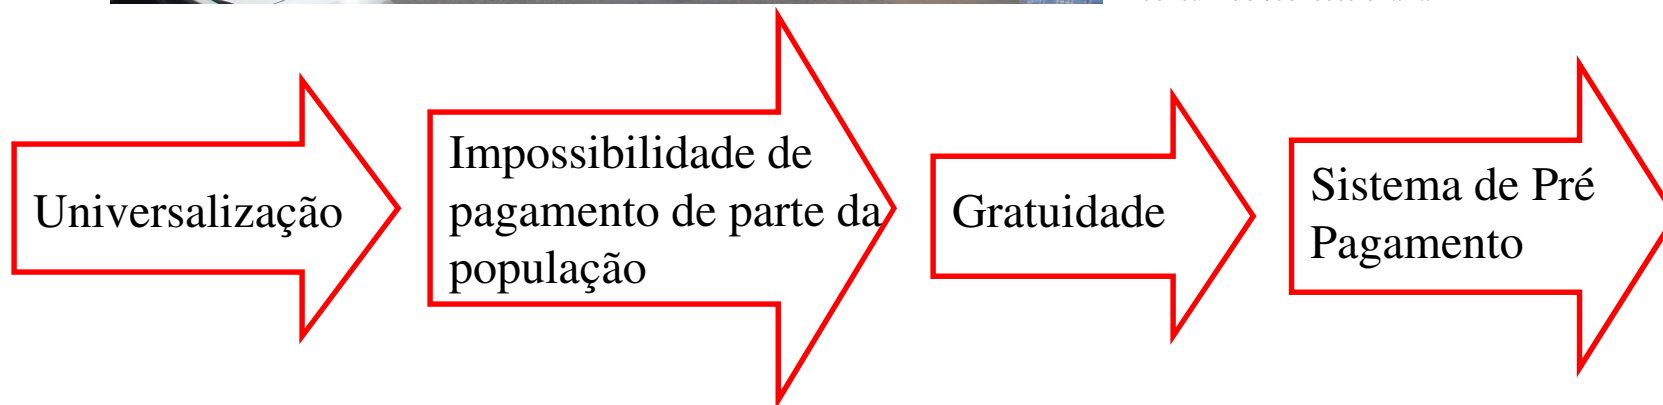 Universalização
Impossibilidade de
pagamento de parte da
população
Gratuidade
Sistema de Pré
Pagamento